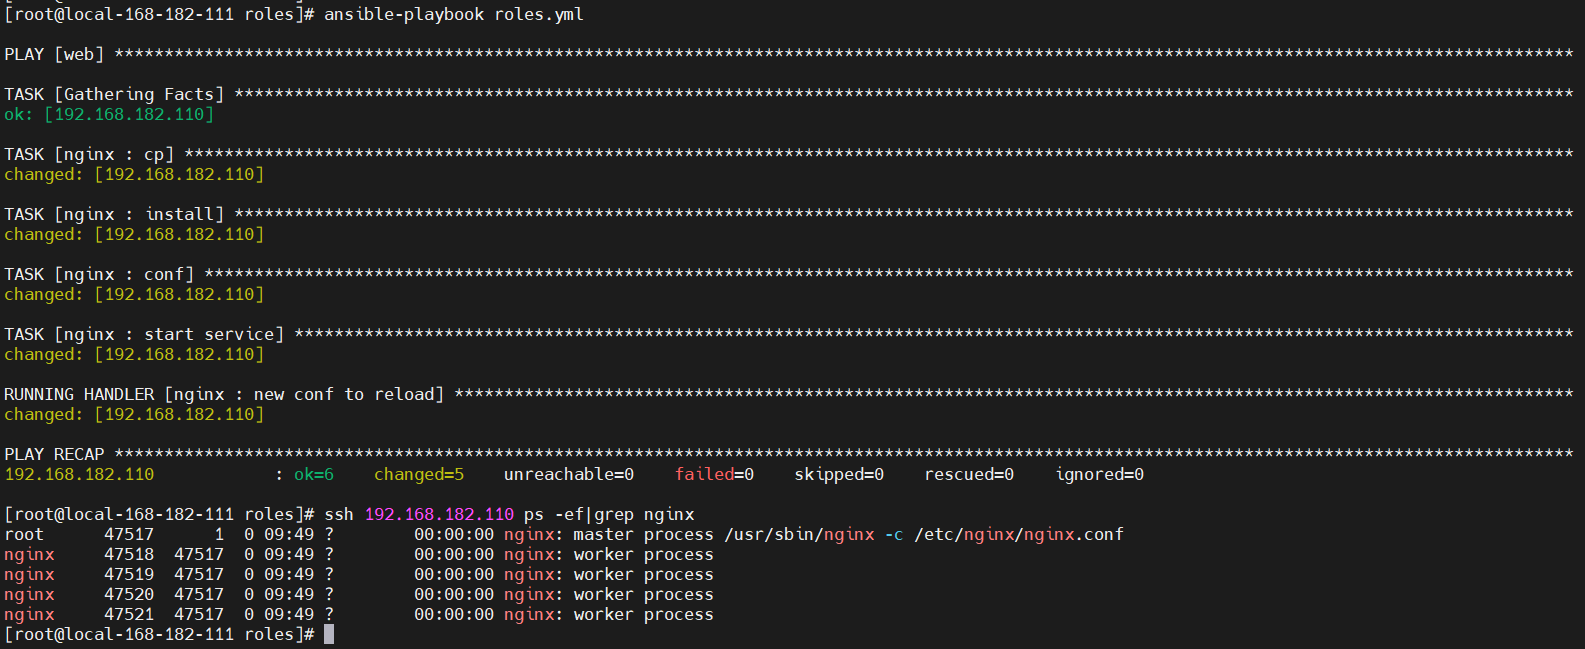 [root@local-168-182-111 roles]# ansible-playbook roles.yml
PLAY [web] **************************************************************************************************************************************************
TASK [Gathering Facts] **************************************************************************************************************************************
ok: [192.168.182.110]
TASK [nginx : cp] *******************************************************************************************************************************************
changed: [192.168.182.110]
TASK [nginx : install] **************************************************************************************************************************************
changed: [192.168.182.110]
TASK [nginx : conf] *****************************************************************************************************************************************
changed: [192.168.182.110]
TASK [nginx : start service] ********************************************************************************************************************************
changed: [192.168.182.110]
RUNNING HANDLER [nginx : new conf to reload] ****************************************************************************************************************
changed: [192.168.182.110]
PLAY RECAP **************************************************************************************************************************************************
192.168.182.110            : ok=6    changed=5    unreachable=0    failed=0    skipped=0    rescued=0    ignored=0
[root@local-168-182-111 roles]# ssh 192.168.182.110 ps -ef|grep nginx
root      47517      1  0 09:49 ?        00:00:00 nginx: master process /usr/sbin/nginx -c /etc/nginx/nginx.conf
nginx     47518  47517  0 09:49 ?        00:00:00 nginx: worker process
nginx     47519  47517  0 09:49 ?        00:00:00 nginx: worker process
nginx     47520  47517  0 09:49 ?        00:00:00 nginx: worker process
nginx     47521  47517  0 09:49 ?        00:00:00 nginx: worker process
[root@local-168-182-111 roles]#